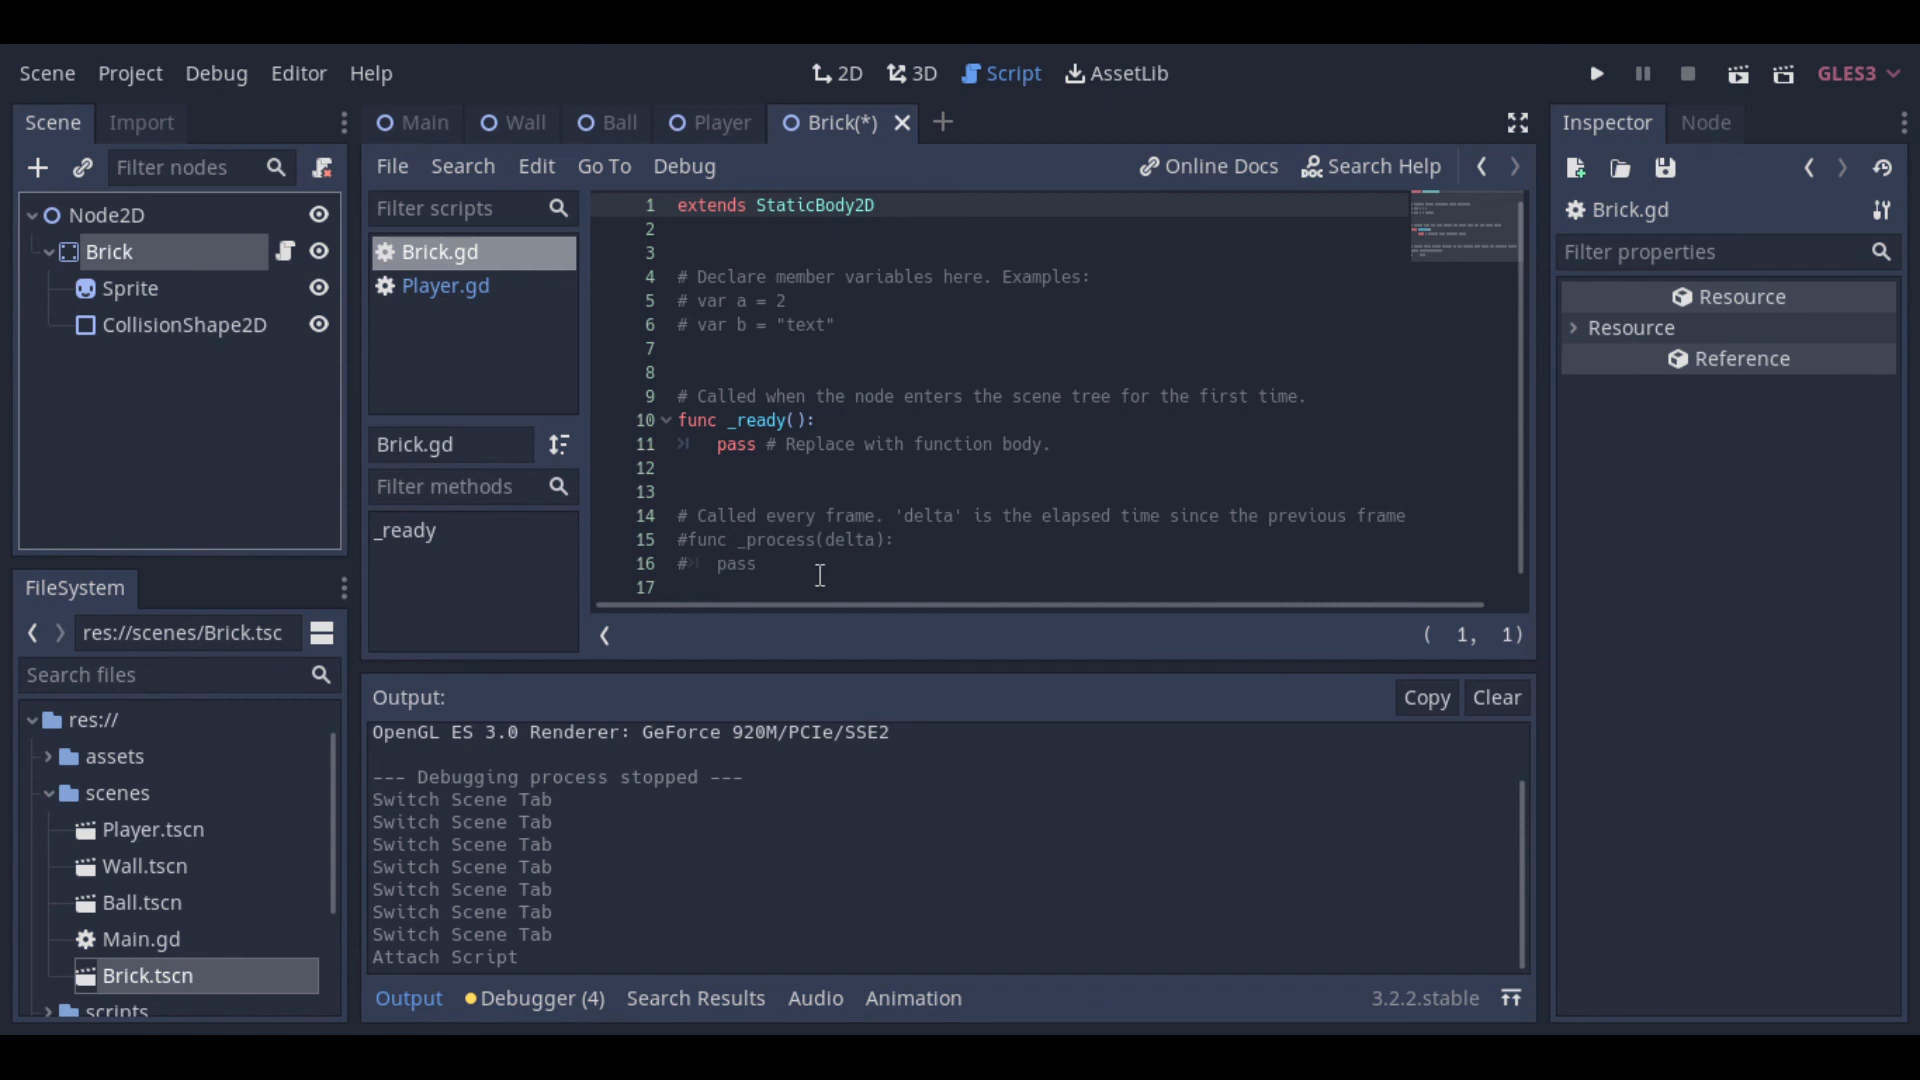 Scene Project Debug Editor Help
2D 3D Script AssetLib
GLES3
Scene Import
Filter nodes
Node2D
Brick
Sprite
CollisionShape2D
FileSystem
res://scenes/Brick.tsc
Search files
res://
assets
scenes
Player.tscn
Wall.tscn
Ball.tscn
Main.gd
Brick.tscn
scripts
Main Wall Ball Player Brick(*)
File Search Edit Go To Debug
Online Docs Search Help
Filter scripts
Brick.gd
Player.gd
Brick.gd
Filter methods
_ready
1 extends StaticBody2D
2
3
4 # Declare member variables here. Examples:
5 # var a = 2
6 # var b = "text"
7
8
9 # Called when the node enters the scene tree for the first time.
10 func _ready():
11 pass # Replace with function body.
12
13
14 # Called every frame. 'delta' is the elapsed time since the previous frame
15 #func _process(delta):
16 # pass
17
( 1, 1)
Output:
Copy Clear
OpenGL ES 3.0 Renderer: GeForce 920M/PCIe/SSE2
--- Debugging process stopped ---
Switch Scene Tab
Switch Scene Tab
Switch Scene Tab
Switch Scene Tab
Switch Scene Tab
Switch Scene Tab
Switch Scene Tab
Attach Script
Output Debugger (4) Search Results Audio Animation
3.2.2.stable
Inspector Node
Brick.gd
Filter properties
Resource
Resource
Reference